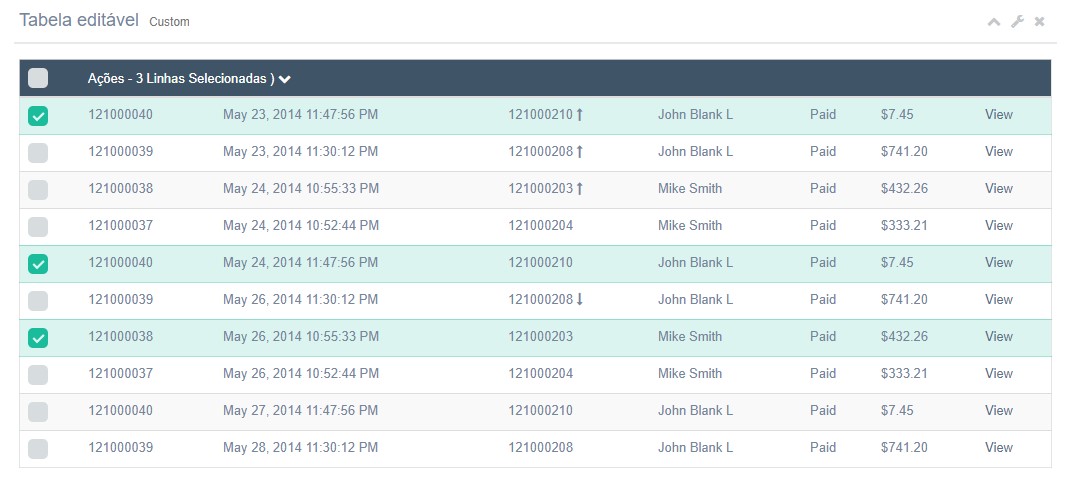 Tabela editável Custom
Ações - 3 Linhas Selecionadas )
121000040 May 23, 2014 11:47:56 PM 121000210 John Blank L Paid $7.45 View
121000039 May 23, 2014 11:30:12 PM 121000208 John Blank L Paid $741.20 View
121000038 May 24, 2014 10:55:33 PM 121000203 Mike Smith Paid $432.26 View
121000037 May 24, 2014 10:52:44 PM 121000204 Mike Smith Paid $333.21 View
121000040 May 24, 2014 11:47:56 PM 121000210 John Blank L Paid $7.45 View
121000039 May 26, 2014 11:30:12 PM 121000208 John Blank L Paid $741.20 View
121000038 May 26, 2014 10:55:33 PM 121000203 Mike Smith Paid $432.26 View
121000037 May 26, 2014 10:52:44 PM 121000204 Mike Smith Paid $333.21 View
121000040 May 27, 2014 11:47:56 PM 121000210 John Blank L Paid $7.45 View
121000039 May 28, 2014 11:30:12 PM 121000208 John Blank L Paid $741.20 View